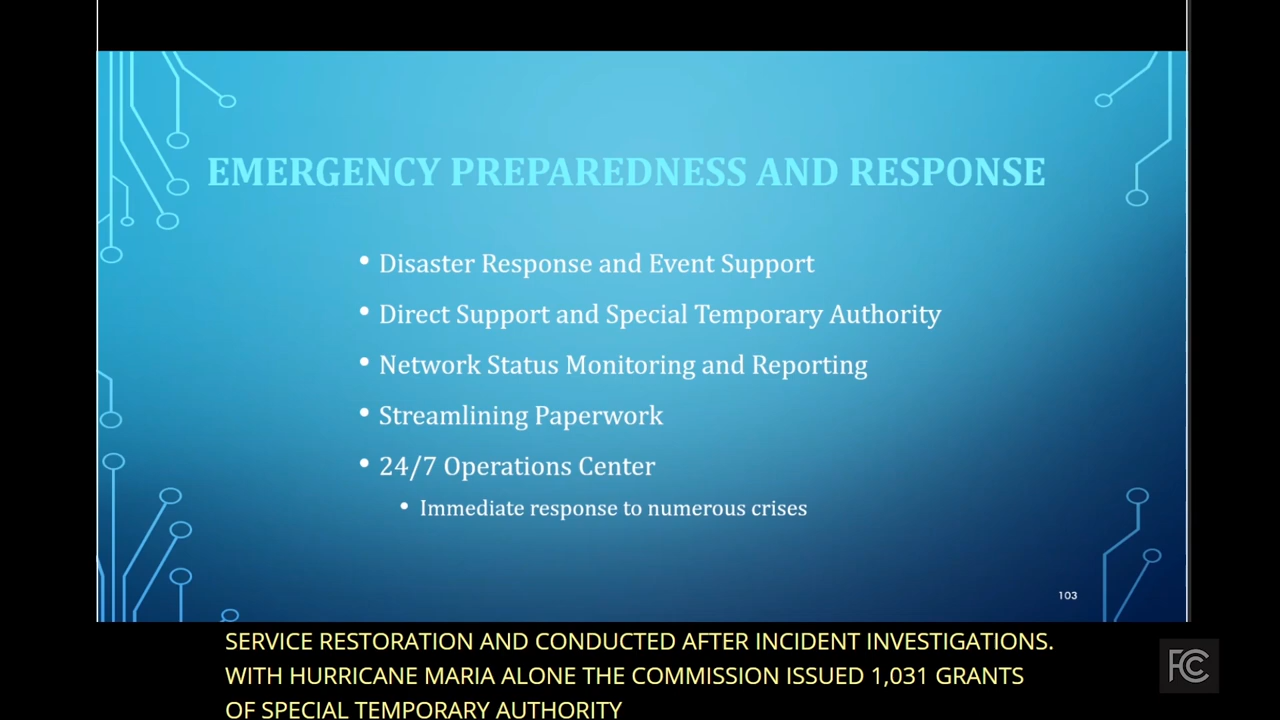 EMERGENCY PREPAREDNESS AND RESPONSE
• Disaster Response and Event Support
• Direct Support and Special Temporary Authority
• Network Status Monitoring and Reporting
• Streamlining Paperwork
• 24/7 Operations Center
• Immediate response to numerous crises
103
SERVICE RESTORATION AND CONDUCTED AFTER INCIDENT INVESTIGATIONS.
WITH HURRICANE MARIA ALONE THE COMMISSION ISSUED 1,031 GRANTS
OF SPECIAL TEMPORARY AUTHORITY
FCC